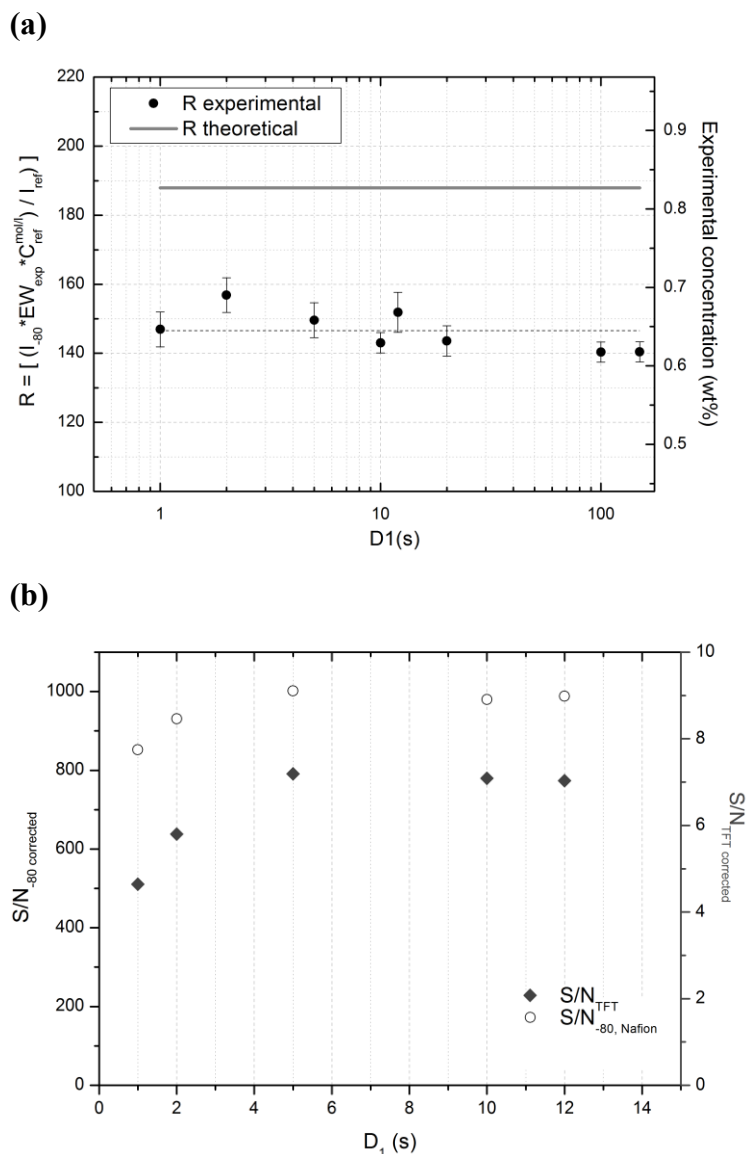 (a)
220
200
180
160
140
120
100
R = [ (I-80 *EWexp *Crefmol/l) / Iref) ]
R experimental
R theoretical
0.9
0.8
0.7
0.6
0.5
Experimental concentration (wt%)
1
10
100
D1(s)
(b)
1000
800
600
400
200
0
S/N-80 corrected
10
8
6
4
2
0
S/NTFT corrected
S/NTFT
S/N-80, Nafion
0
2
4
6
8
10
12
14
D1 (s)